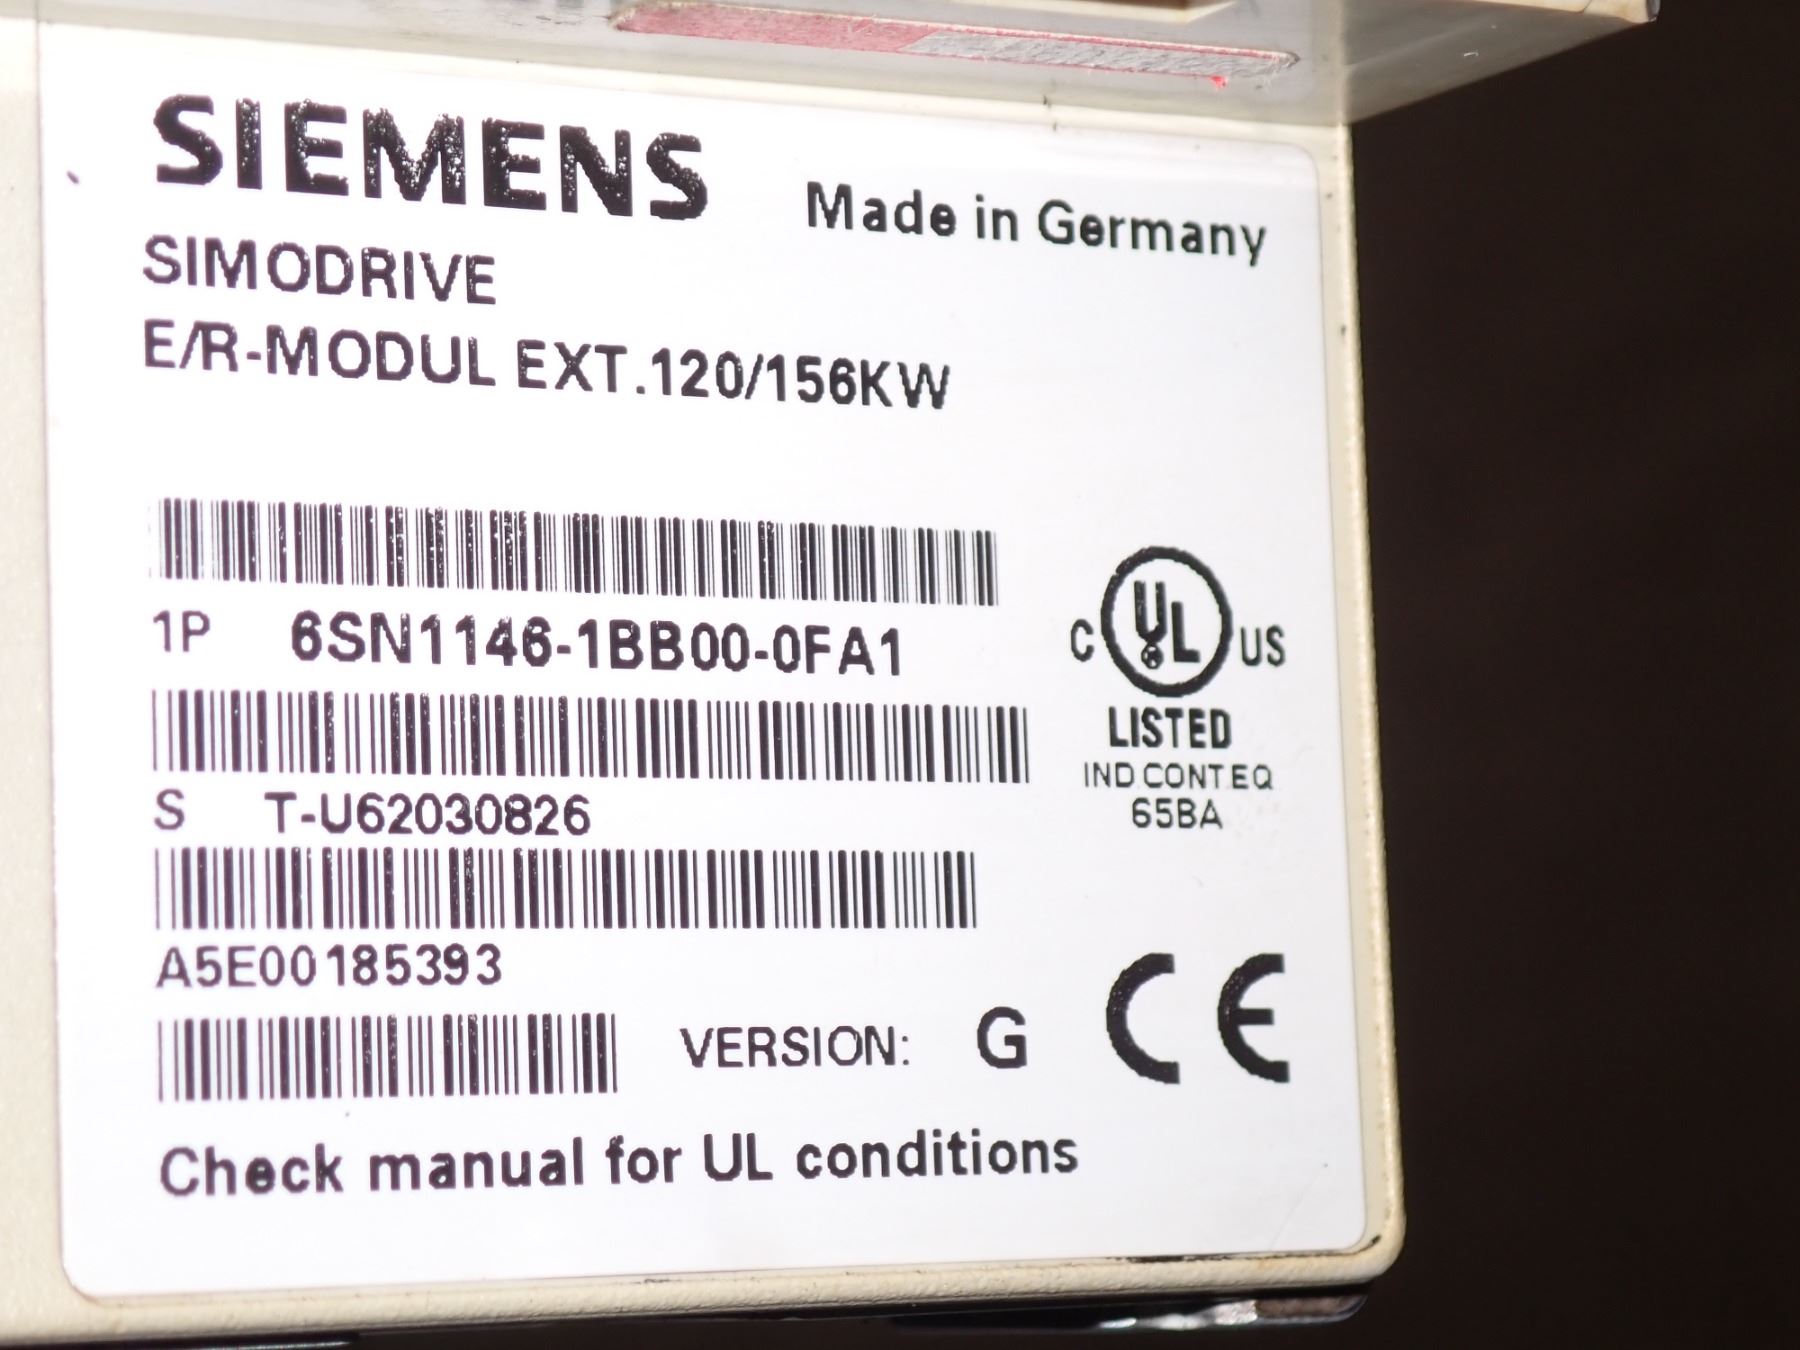 SIEMENS
Made in Germany
SIMODRIVE
E/R-MODUL EXT.120/156KW
1P 6SN1146-1BB00-0FA1
C UL US
LISTED
IND.CONT.EQ
65BA
S T-U62030826
A5E00185393
VERSION: G
CE
Check manual for UL conditions